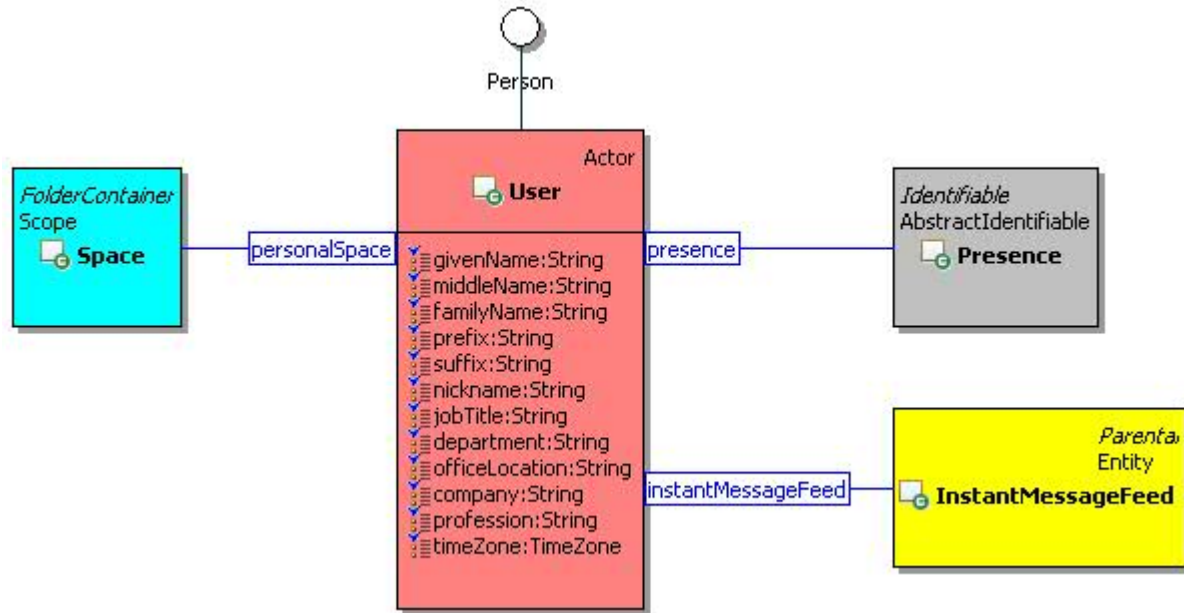 Person
Actor
User
FolderContainer
Scope
Space
personalSpace
givenName:String
middleName:String
familyName:String
prefix:String
suffix:String
nickname:String
jobTitle:String
department:String
officeLocation:String
company:String
profession:String
timeZone:TimeZone
presence
Identifiable
AbstractIdentifiable
Presence
instantMessageFeed
Entity
InstantMessageFeed